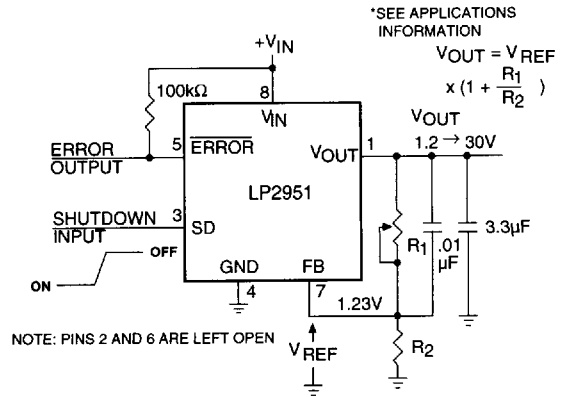 *SEE APPLICATIONS
INFORMATION
VOUT = VREF
x (1 + R1
R2 )
+VIN
100kΩ
8
VIN
VOUT
1.2 → 30V
ERROR
OUTPUT
5
ERROR
VOUT
1
LP2951
SHUTDOWN
INPUT
3
SD
R1
.01
µF
3.3µF
OFF
ON
GND
FB
4
7
1.23V
NOTE: PINS 2 AND 6 ARE LEFT OPEN
VREF
R2